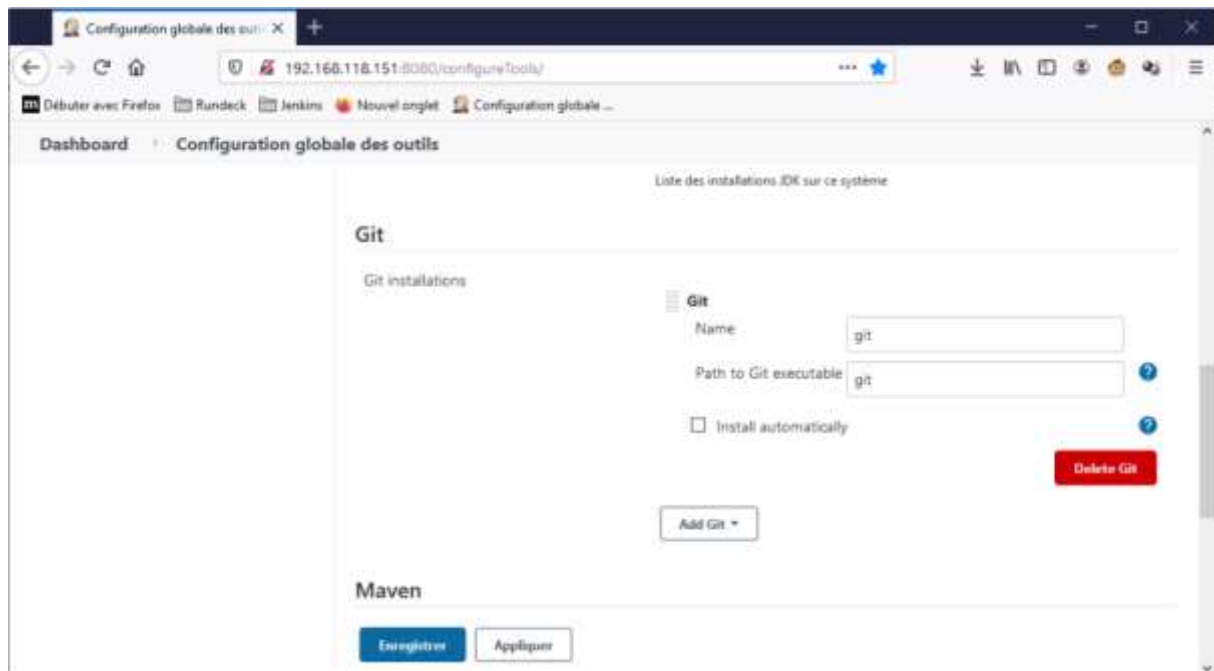 Configuration globale des outi
192.168.118.151:8080/configureTools/
Débuter avec Firefox Rundeck Jenkins Nouvel onglet Configuration globale ...
Dashboard Configuration globale des outils
Liste des installations JDK sur ce système
Git
Git installations
Git
Name
git
Path to Git executable
git
Install automatically
Delete Git
Add Git
Maven
Enregistrer Appliquer